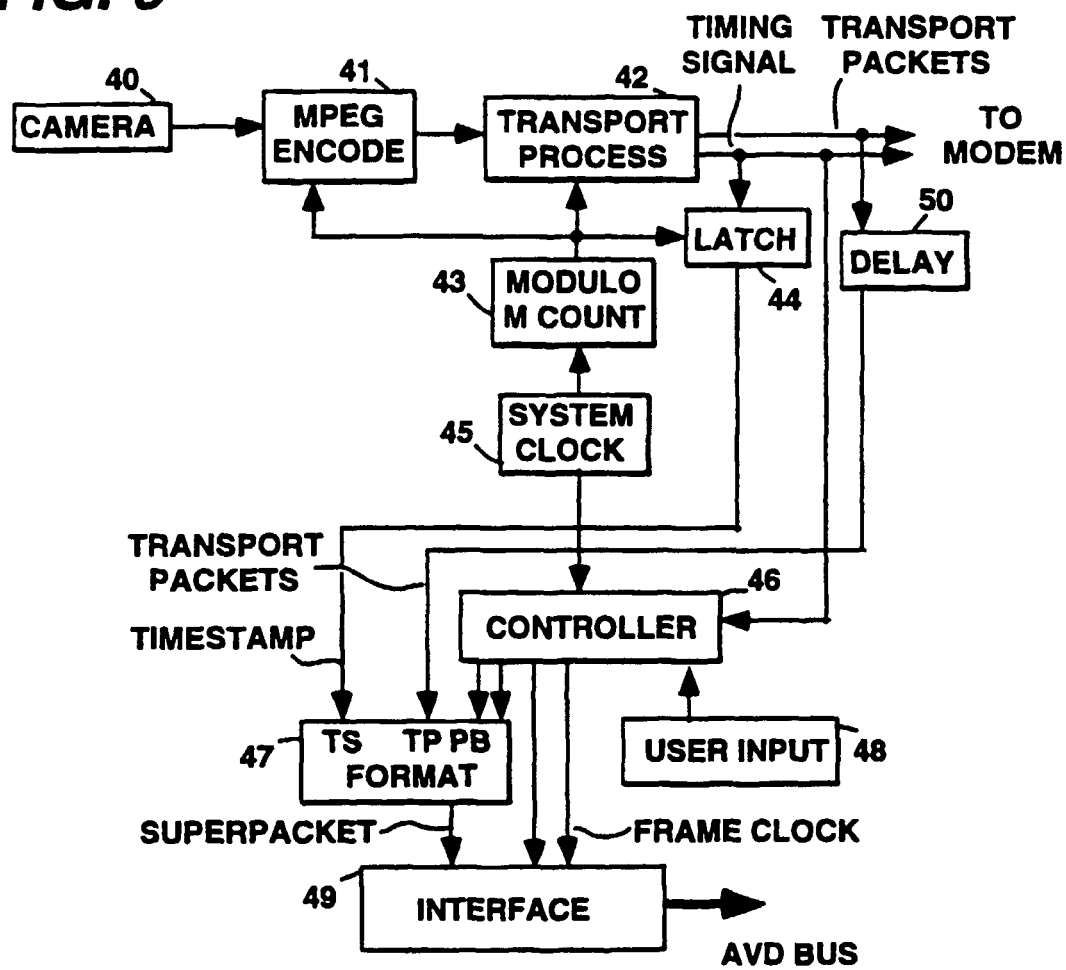 TIMING TRANSPORT
SIGNAL PACKETS
40
41
42
CAMERA
MPEG
ENCODE
TRANSPORT
PROCESS
TO
MODEM
50
LATCH
DELAY
43
MODULO
M COUNT
44
SYSTEM
CLOCK
45
TRANSPORT
PACKETS
46
CONTROLLER
TIMESTAMP
TS TP PB
FORMAT
47
USER INPUT
48
SUPERPACKET
FRAME CLOCK
49
INTERFACE
AVD BUS